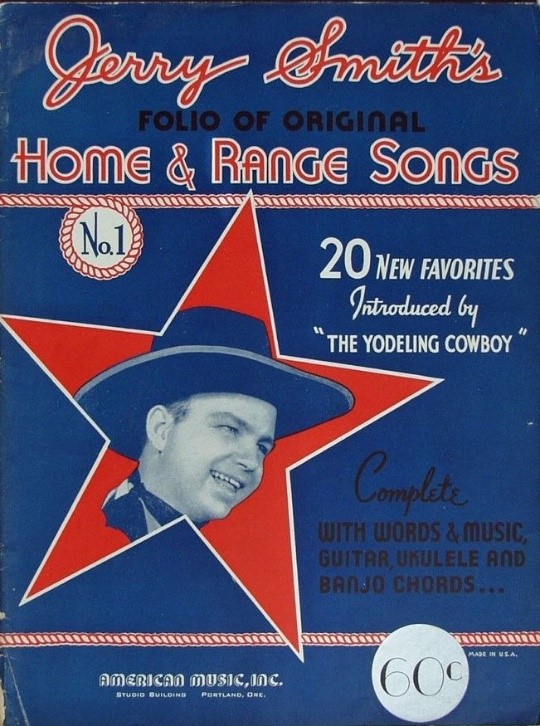 Jerry Smith's
FOLIO OF ORIGINAL
HOME & RANGE SONGS
No.1
20 NEW FAVORITES
Introduced by
"THE YODELING COWBOY"
Complete
WITH WORDS & MUSIC,
GUITAR, UKULELE AND
BANJO CHORDS...
MADE IN U.S.A.
60¢
AMERICAN MUSIC, INC.
STUDIO BUILDING PORTLAND, ORE.